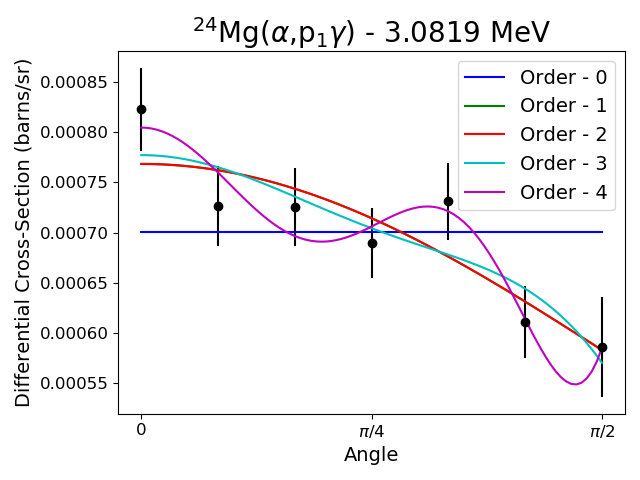 ²⁴Mg(α,p₁γ) - 3.0819 MeV
Differential Cross-Section (barns/sr)
0.00085
0.00080
0.00075
0.00070
0.00065
0.00060
0.00055
Order - 0
Order - 1
Order - 2
Order - 3
Order - 4
0
π/4
π/2
Angle